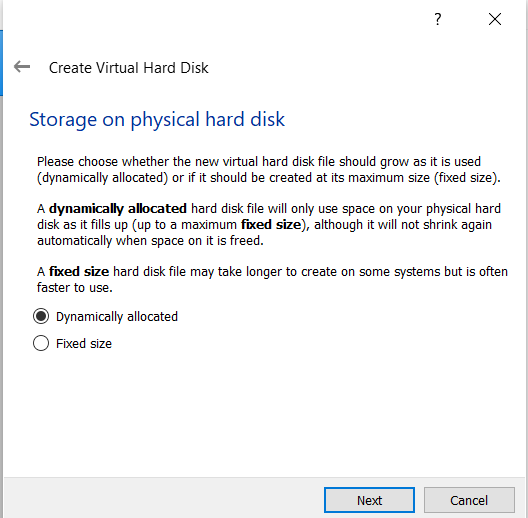 ?
Create Virtual Hard Disk
Storage on physical hard disk
Please choose whether the new virtual hard disk file should grow as it is used
(dynamically allocated) or if it should be created at its maximum size (fixed size).
A dynamically allocated hard disk file will only use space on your physical hard
disk as it fills up (up to a maximum fixed size), although it will not shrink again
automatically when space on it is freed.
A fixed size hard disk file may take longer to create on some systems but is often
faster to use.
Dynamically allocated
Fixed size
Next
Cancel